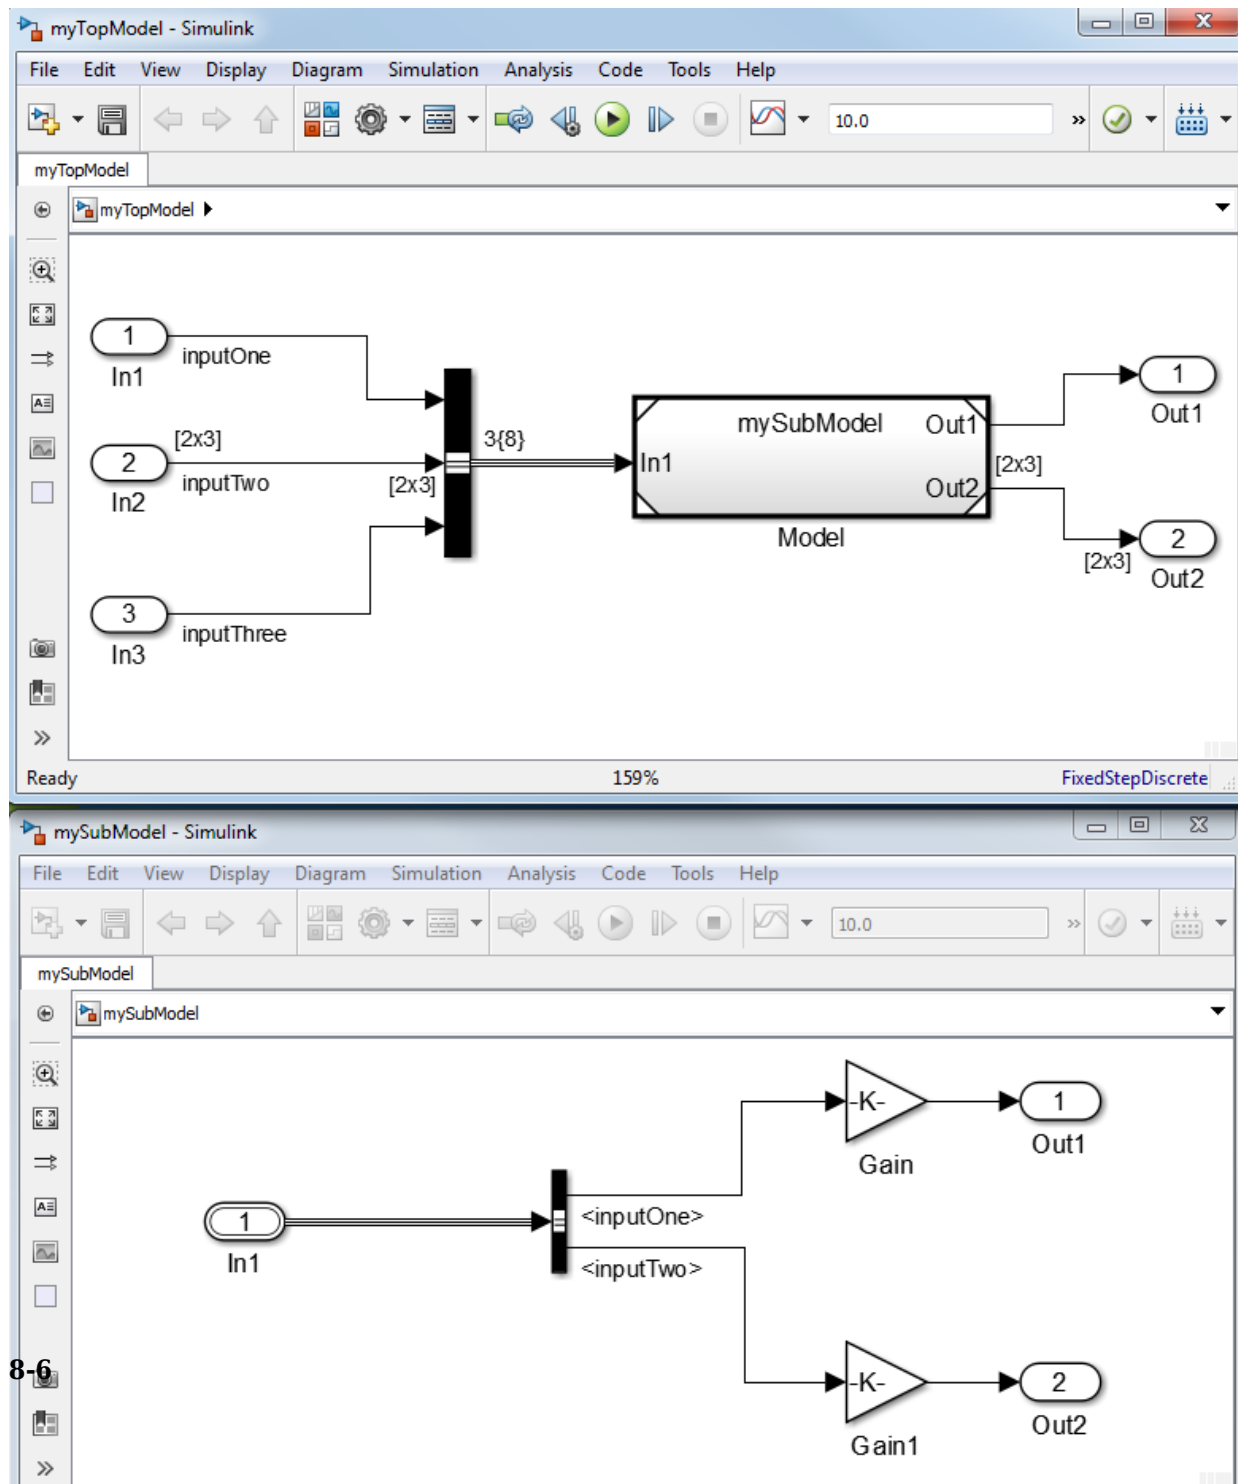 myTopModel - Simulink
File Edit View Display Diagram Simulation Analysis Code Tools Help
10.0 »
myTopModel
myTopModel
1
In1
inputOne
[2x3]
2
In2
inputTwo
[2x3]
3{8}
3
In3
inputThree
mySubModel
In1
Out1
Out2
Model
[2x3]
1
Out1
[2x3]
2
Out2
Ready 159% FixedStepDiscrete
mySubModel - Simulink
File Edit View Display Diagram Simulation Analysis Code Tools Help
10.0 »
mySubModel
mySubModel
1
In1
<inputOne>
<inputTwo>
-K-
Gain
1
Out1
-K-
Gain1
2
Out2
8-6